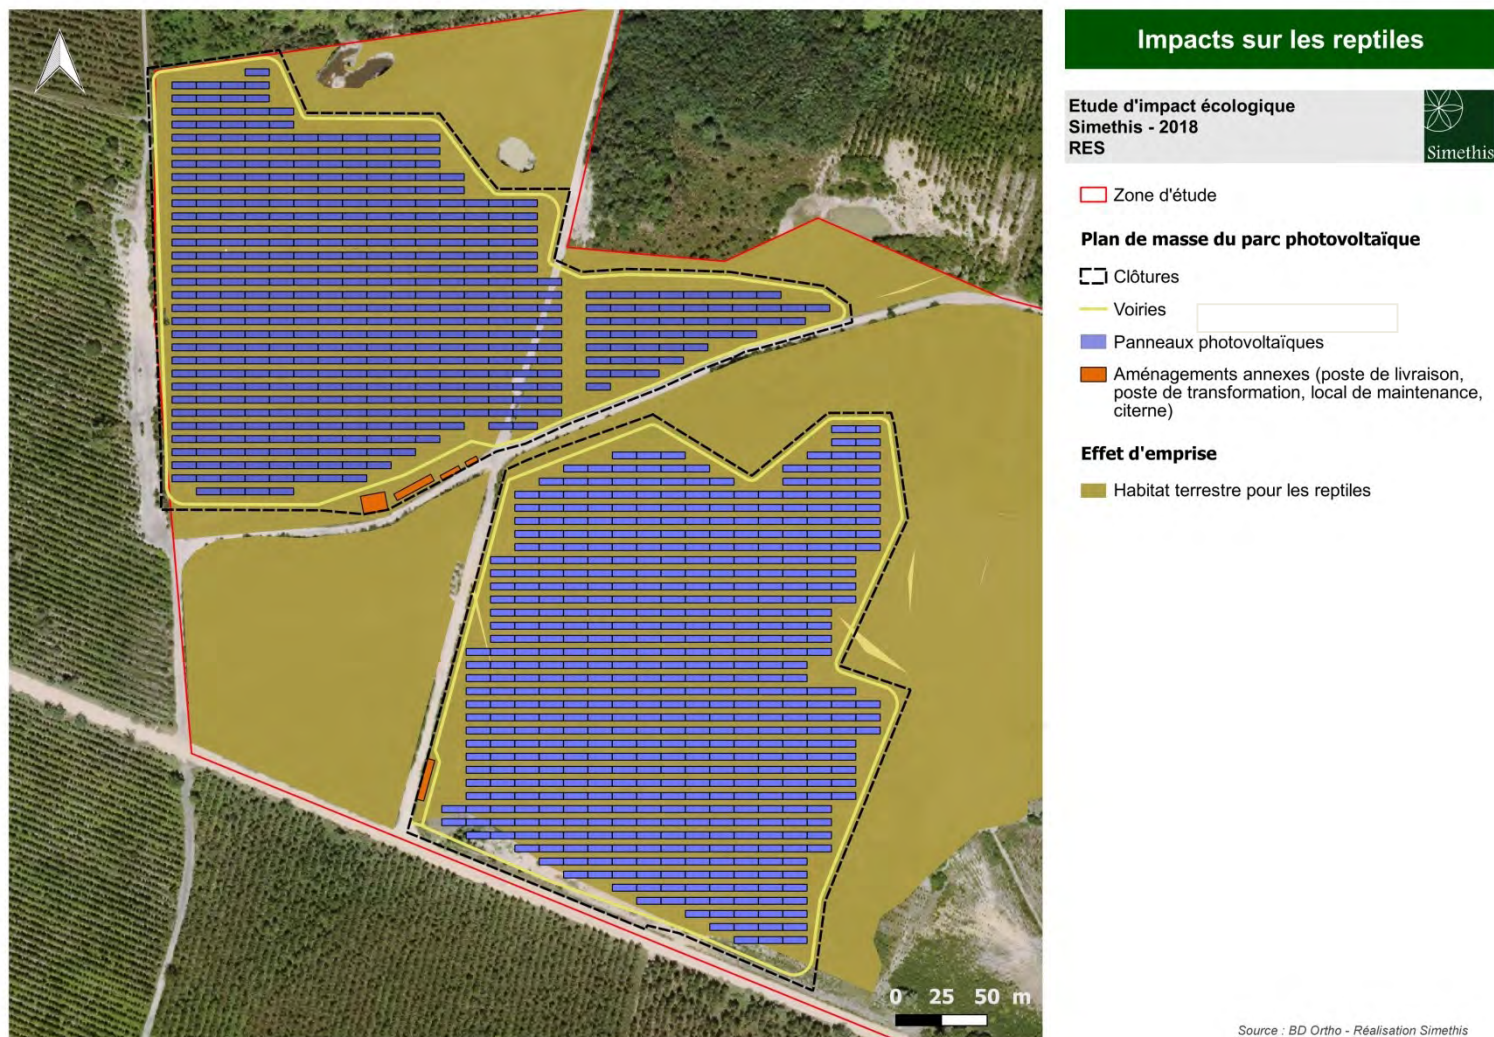 Impacts sur les reptiles
Etude d'impact écologique
Simethis - 2018
RES
Simethis
Zone d'étude
Plan de masse du parc photovoltaïque
Clôtures
Voiries
Panneaux photovoltaïques
Aménagements annexes (poste de livraison,
poste de transformation, local de maintenance,
citerne)
Effet d'emprise
Habitat terrestre pour les reptiles
0 25 50 m
Source : BD Ortho - Réalisation Simethis